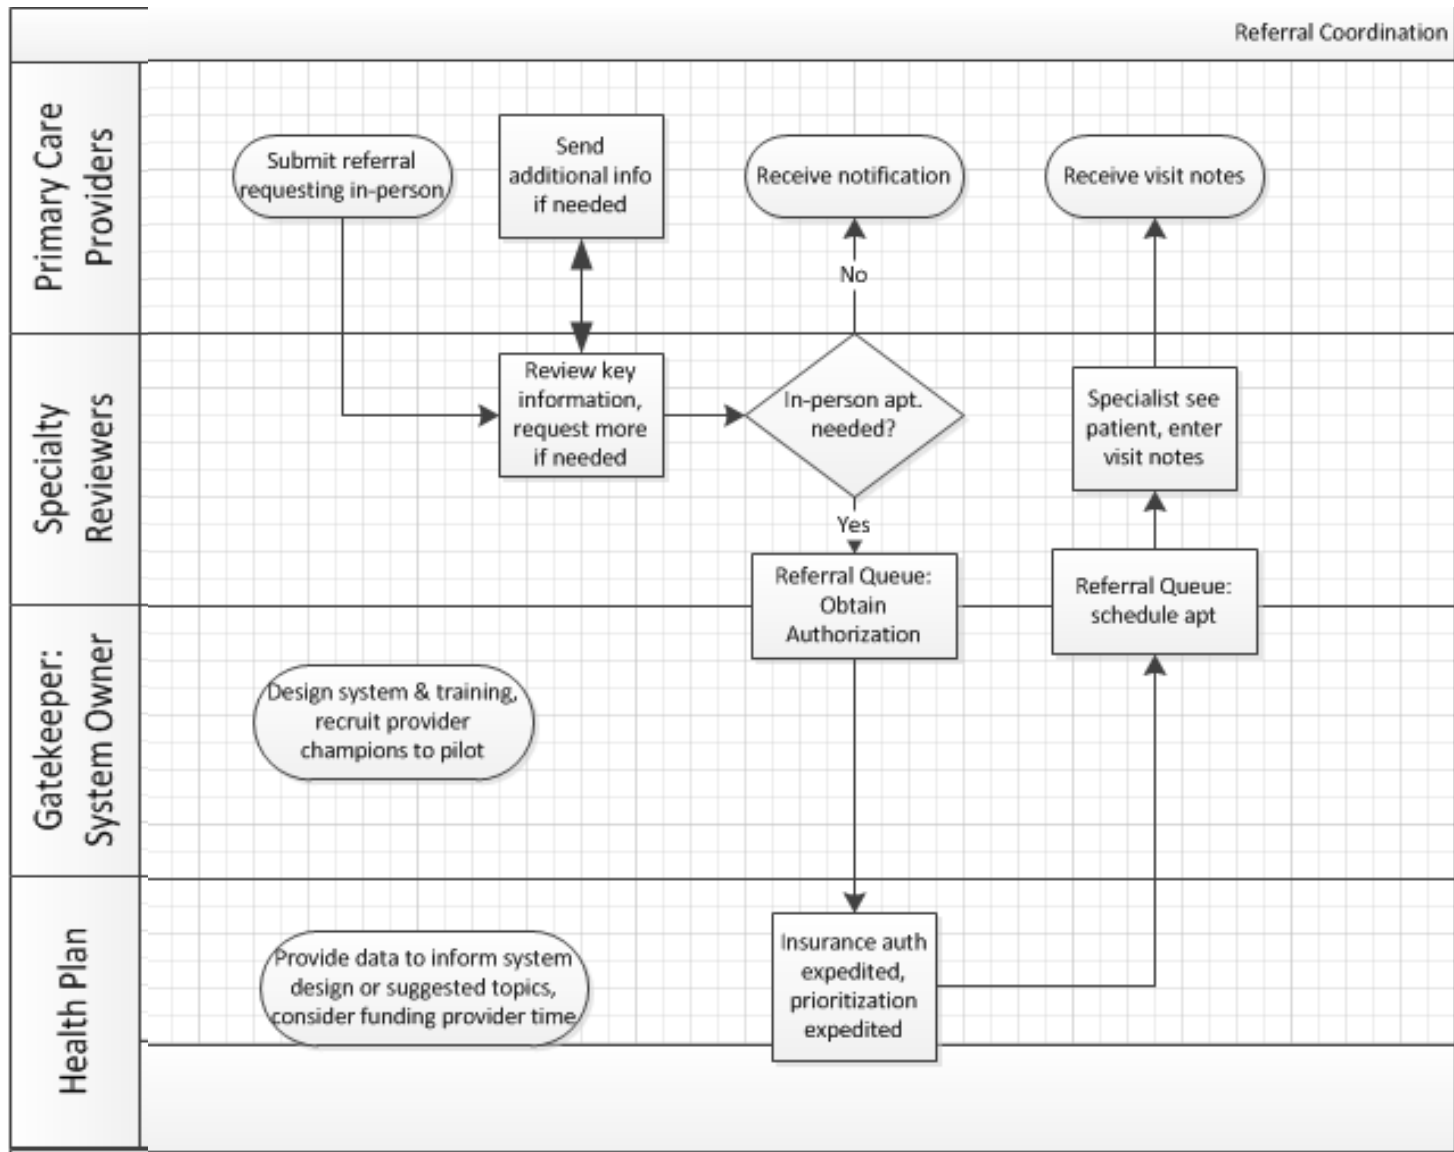 Referral Coordination
Primary Care
Providers
Submit referral
requesting in-person
Send
additional info
if needed
Receive notification
Receive visit notes
No
Specialty
Reviewers
Review key
information,
request more
if needed
In-person apt.
needed?
Specialist see
patient, enter
visit notes
Yes
Referral Queue:
Obtain
Authorization
Referral Queue:
schedule apt
Gatekeeper:
System Owner
Design system & training,
recruit provider
champions to pilot
Health Plan
Provide data to inform system
design or suggested topics,
consider funding provider time
Insurance auth
expedited,
prioritization
expedited